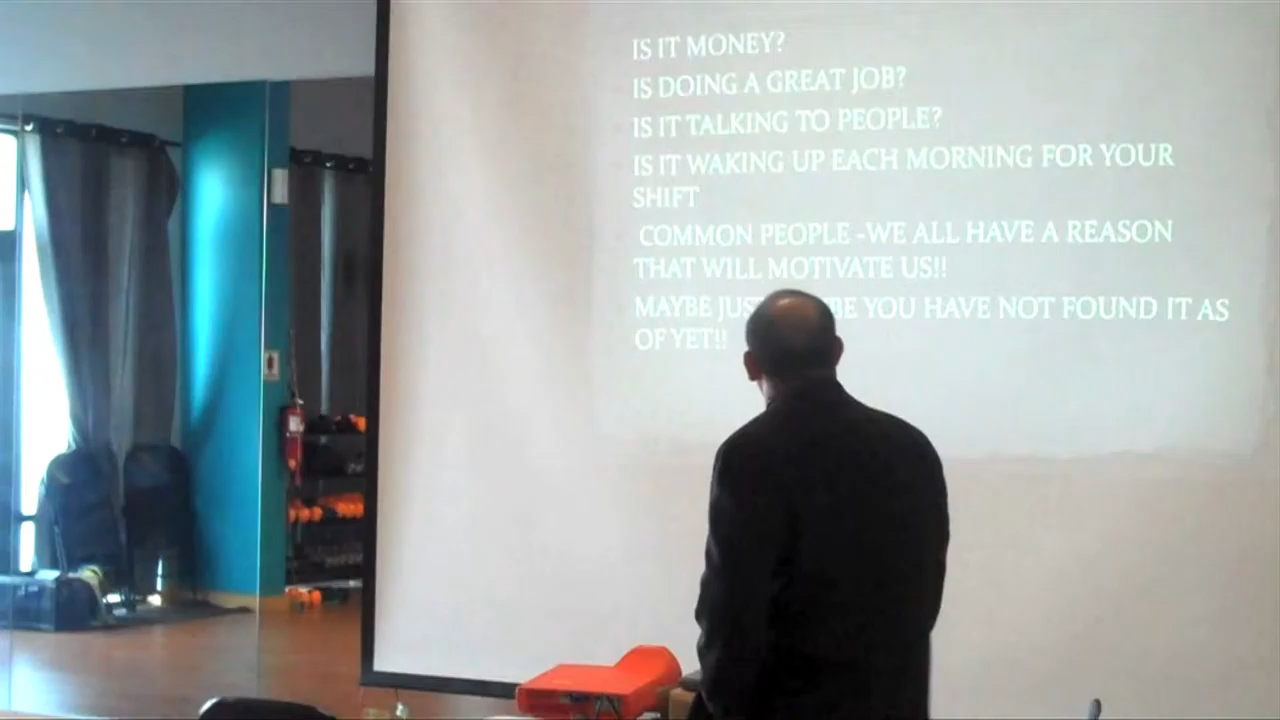 IS IT MONEY?
IS DOING A GREAT JOB?
IS IT TALKING TO PEOPLE?
IS IT WAKING UP EACH MORNING FOR YOUR
SHIFT
COMMON PEOPLE -WE ALL HAVE A REASON
THAT WILL MOTIVATE US!!
MAYBE YOU HAVE NOT FOUND IT AS
OF YET!!